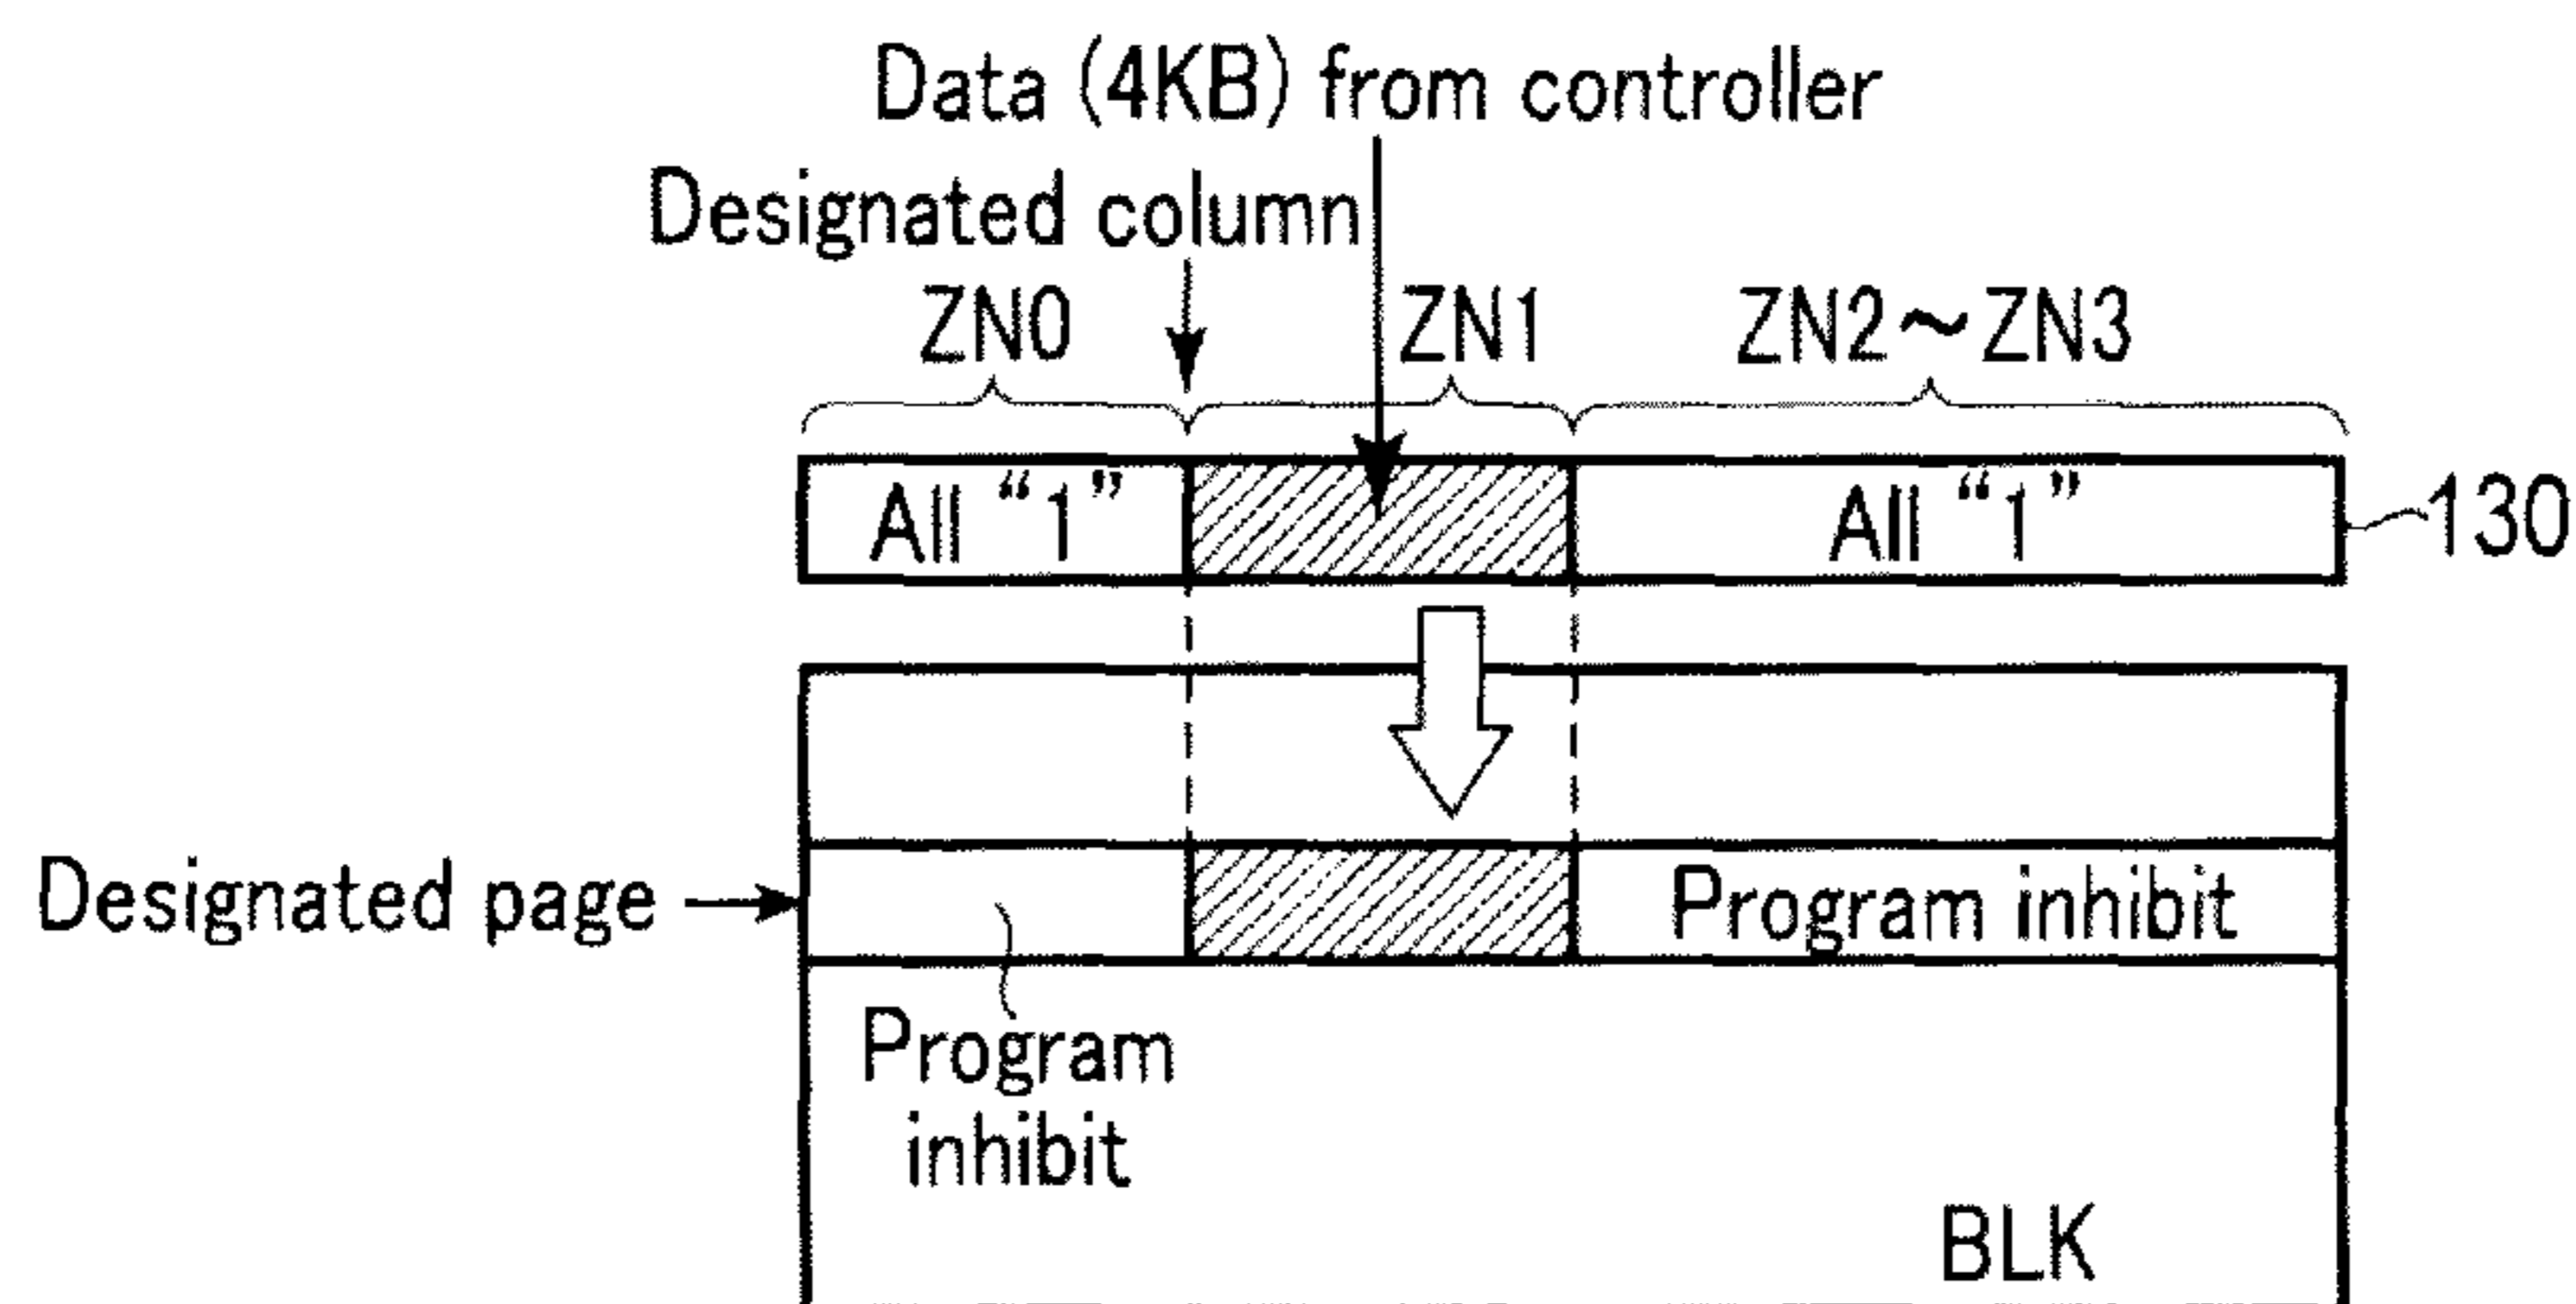 Data (4KB) from controller
Designated column
ZN0 ZN1 ZN2~ZN3
All “1” All “1” 130
Designated page Program inhibit
Program
inhibit
BLK